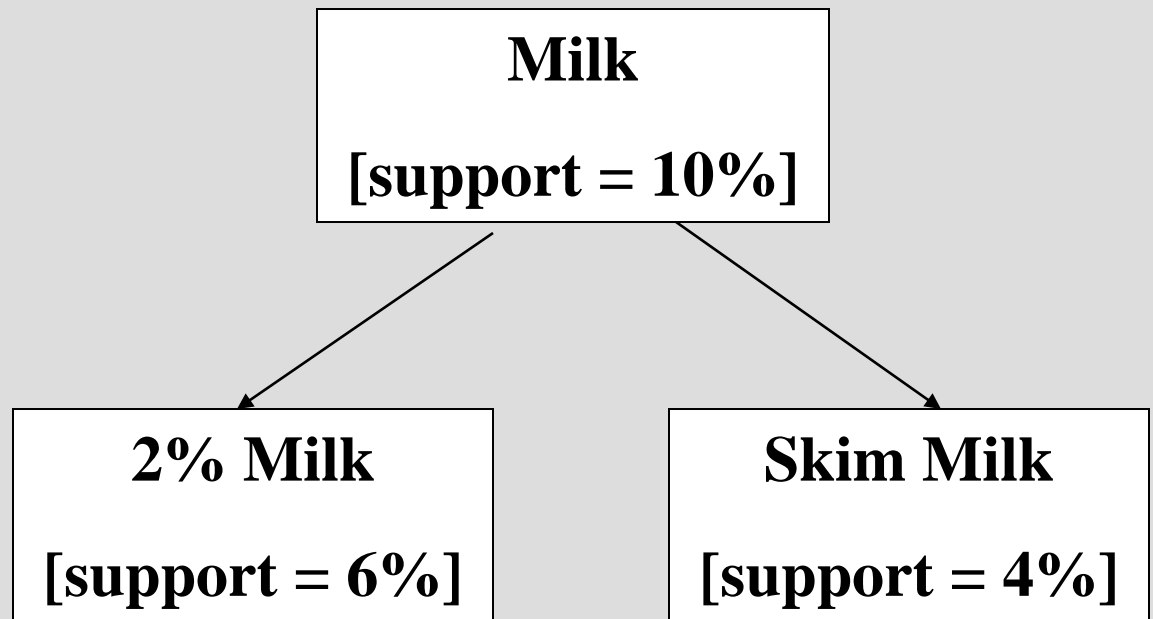 Milk
[support = 10%]
2% Milk
[support = 6%]
Skim Milk
[support = 4%]